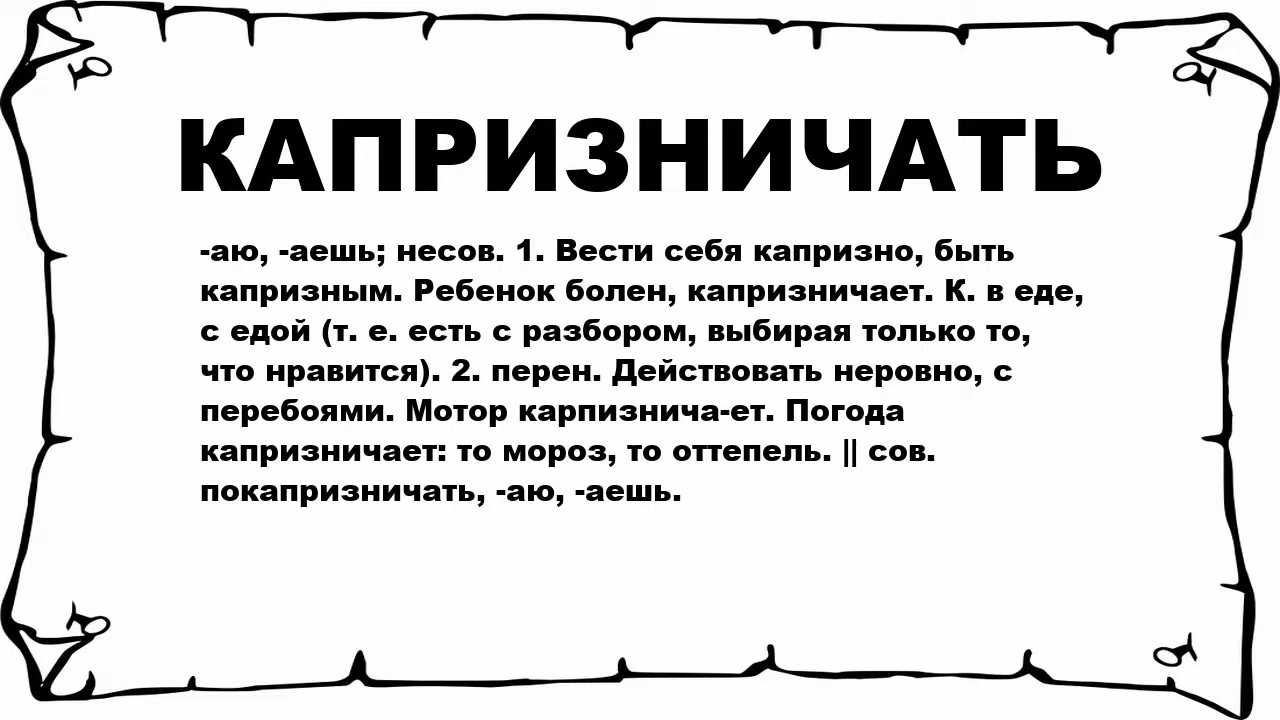 КАПРИЗНИЧАТЬ
-аю, -аешь; несов. 1. Вести себя капризно, быть
капризным. Ребенок болен, капризничает. К. в еде,
с едой (т. е. есть с разбором, выбирая только то,
что нравится). 2. перен. Действовать неровно, с
перебоями. Мотор карпизнича-ет. Погода
капризничает: то мороз, то оттепель. || сов.
покапризничать, -аю, -аешь.